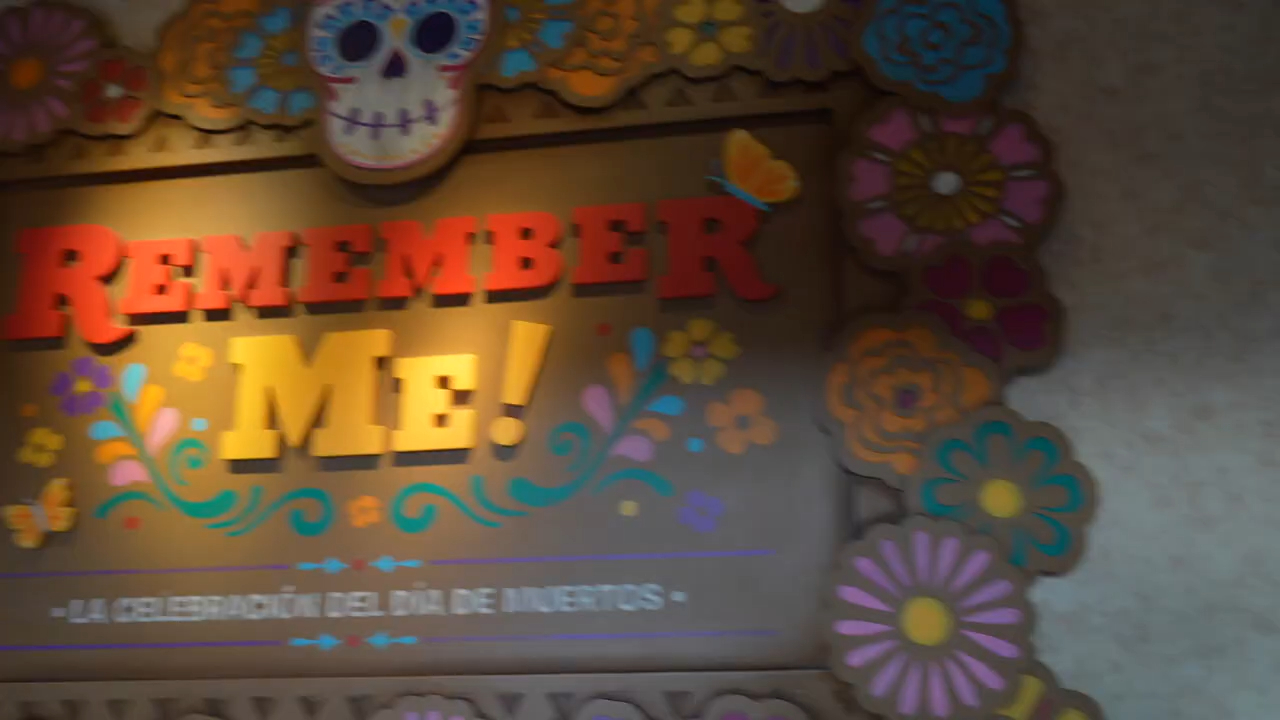 REMEMBER
ME!
• LA CELEBRACIÓN DEL DÍA DE MUERTOS •